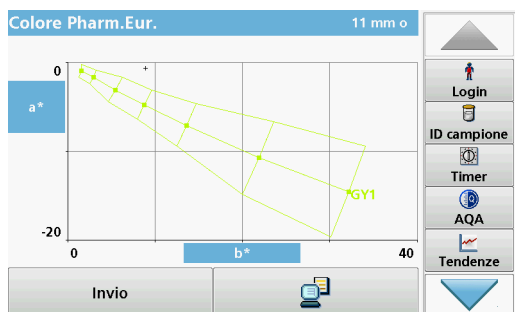 Colore Pharm.Eur.
11 mm o
0
a*
-20
GY1
0
b*
40
Invio
Login
ID campione
Timer
AQA
Tendenze